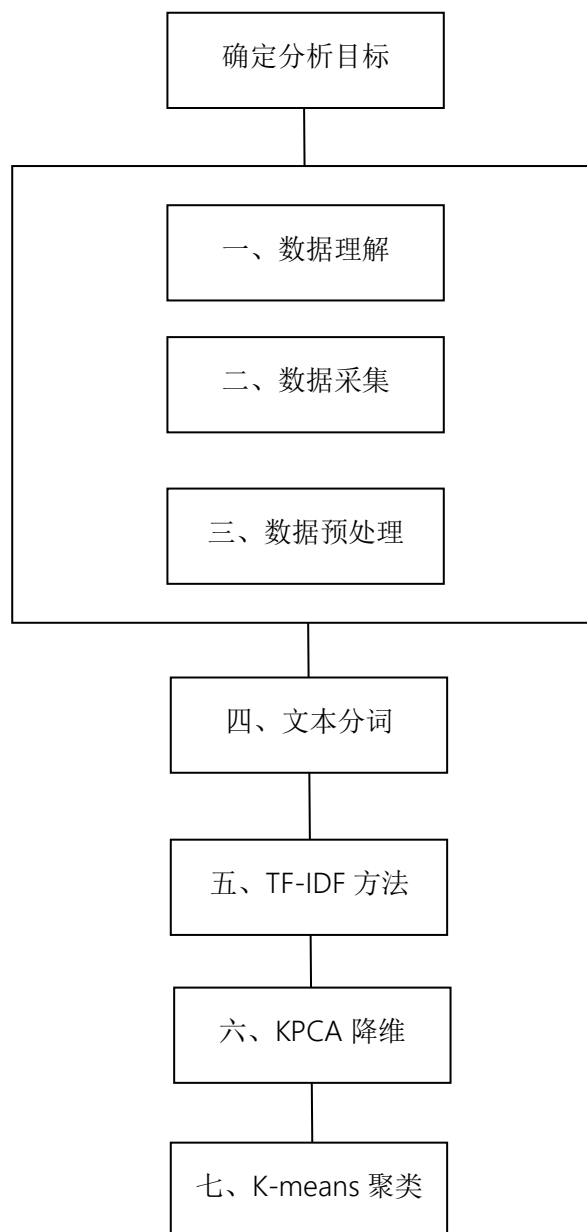 确定分析目标
一、数据理解
二、数据采集
三、数据预处理
四、文本分词
五、TF-IDF 方法
六、KPCA 降维
七、K-means 聚类